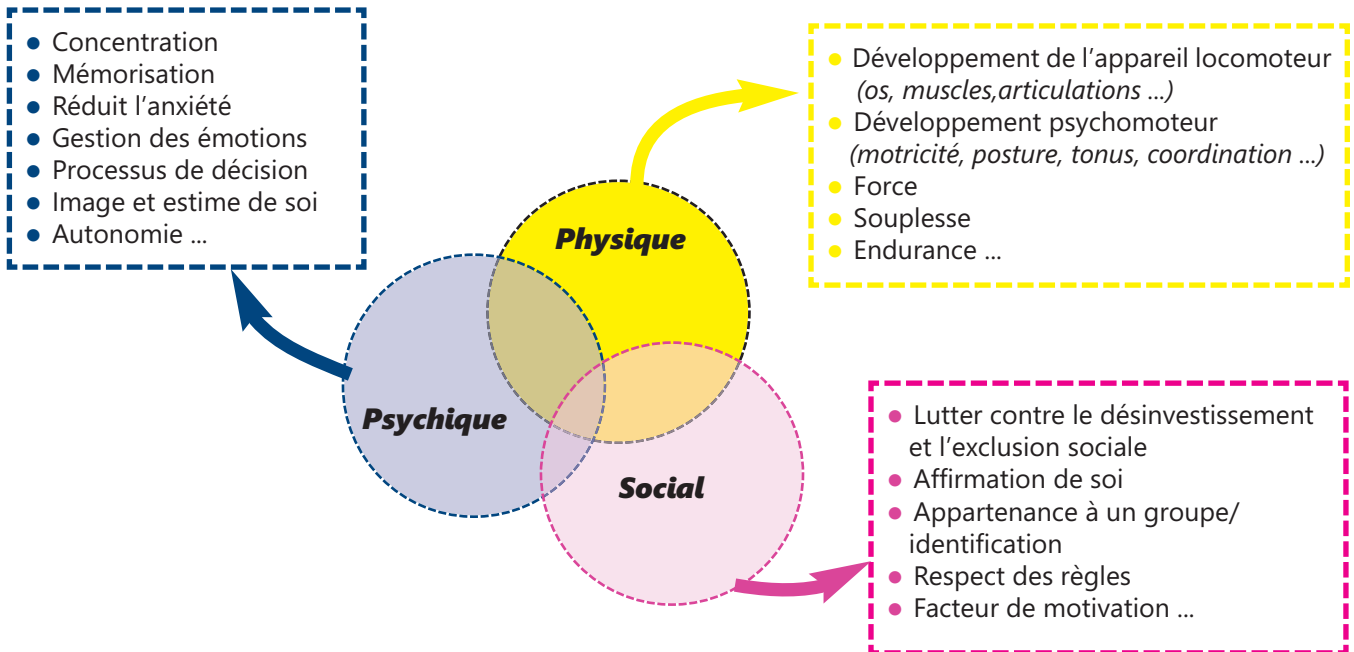 ● Concentration
● Mémorisation
● Réduit l'anxiété
● Gestion des émotions
● Processus de décision
● Image et estime de soi
● Autonomie ...
● Développement de l'appareil locomoteur
(os, muscles,articulations ...)
● Développement psychomoteur
(motricité, posture, tonus, coordination ...)
● Force
● Souplesse
● Endurance ...
Physique
Psychique
Social
● Lutter contre le désinvestissement
et l'exclusion sociale
● Affirmation de soi
● Appartenance à un groupe/
identification
● Respect des règles
● Facteur de motivation ...